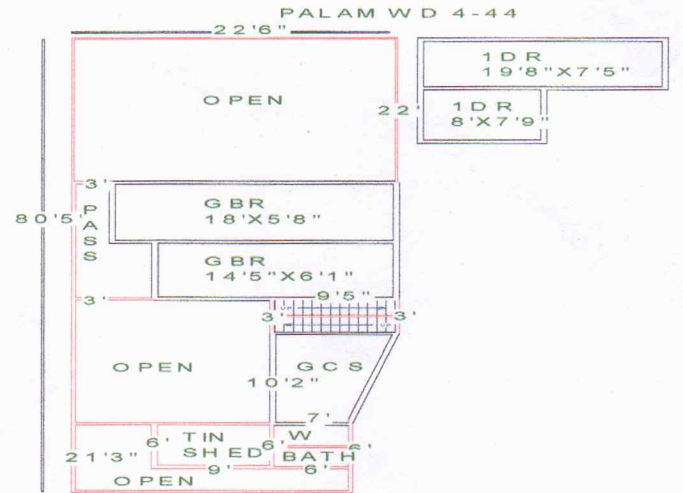 PALAM WD 4-44
22'6"
1DR
19'8"X7'5"
OPEN
22'
1DR
8'X7'9"
3'
GBR
18'X5'8"
80'5"
PASS
GBR
14'5"X6'1"
3'
9'5"
3'
3'
OPEN
GCS
10'2"
7'
6'
TIN
SHED
6'
W
6'
BATH
21'3"
9'
6'
OPEN